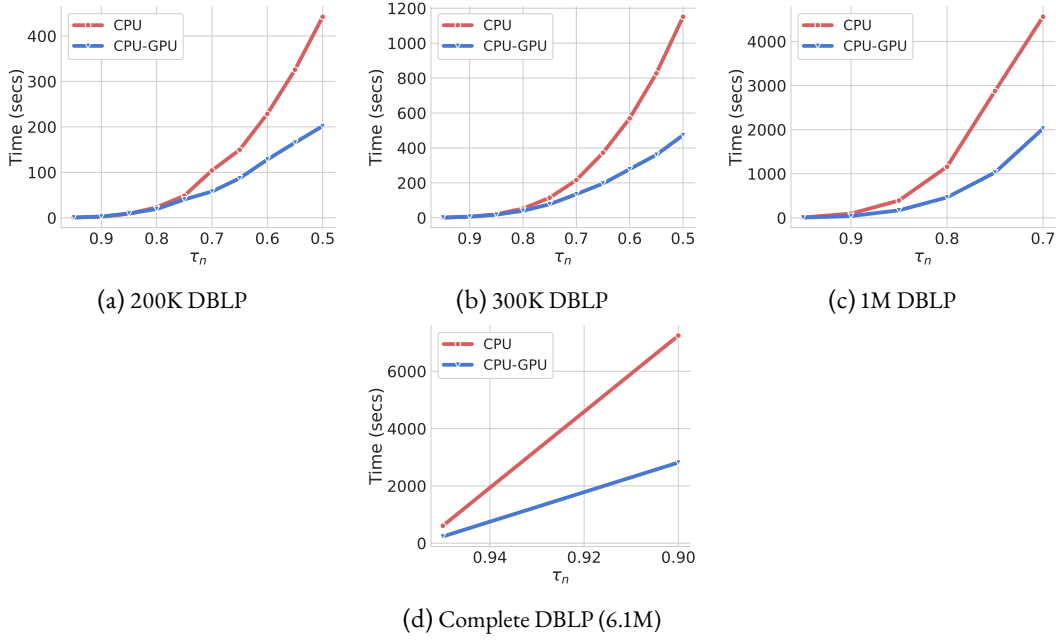 CPU
CPU-GPU
Time (secs)
400
300
200
100
0
0.9 0.8 0.7 0.6 0.5
τn
(a) 200K DBLP
CPU
CPU-GPU
Time (secs)
1200
1000
800
600
400
200
0
0.9 0.8 0.7 0.6 0.5
τn
(b) 300K DBLP
CPU
CPU-GPU
Time (secs)
4000
3000
2000
1000
0
0.9 0.8 0.7
τn
(c) 1M DBLP
CPU
CPU-GPU
Time (secs)
6000
4000
2000
0
0.94 0.92 0.90
τn
(d) Complete DBLP (6.1M)